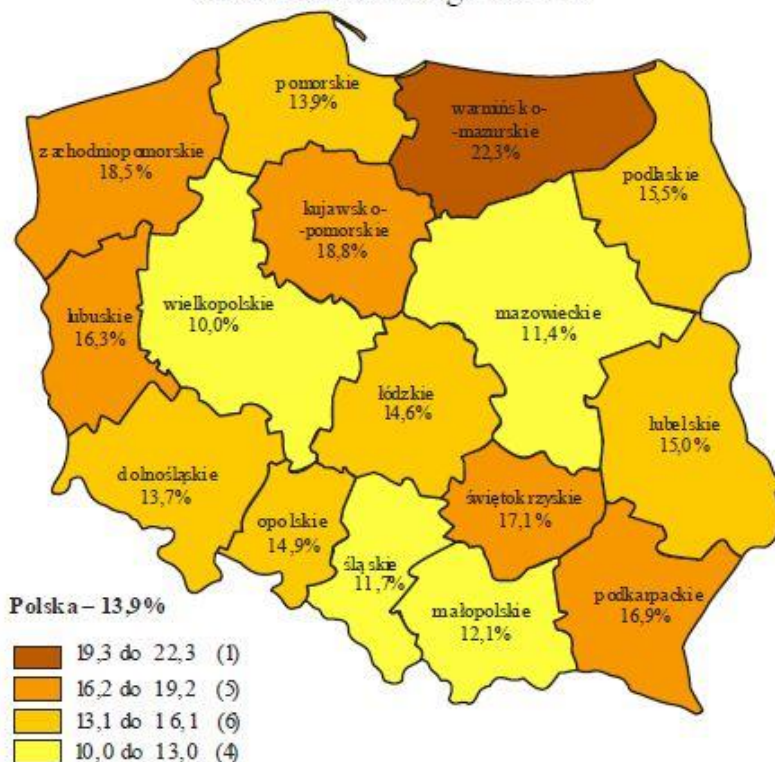 pomorskie
13,9%
warmińsko-
-mazurskie
22,3%
zachodniopomorskie
18,5%
podlaskie
15,5%
kujawsko-
-pomorskie
18,8%
wielkopolskie
10,0%
mazowieckie
11,4%
lubuskie
16,3%
łódzkie
14,6%
lubelskie
15,0%
dolnośląskie
13,7%
opolskie
14,9%
świętokrzyskie
17,1%
śląskie
11,7%
małopolskie
12,1%
podkarpackie
16,9%
Polska – 13,9%
19,3 do 22,3 (1)
16,2 do 19,2 (5)
13,1 do 16,1 (6)
10,0 do 13,0 (4)